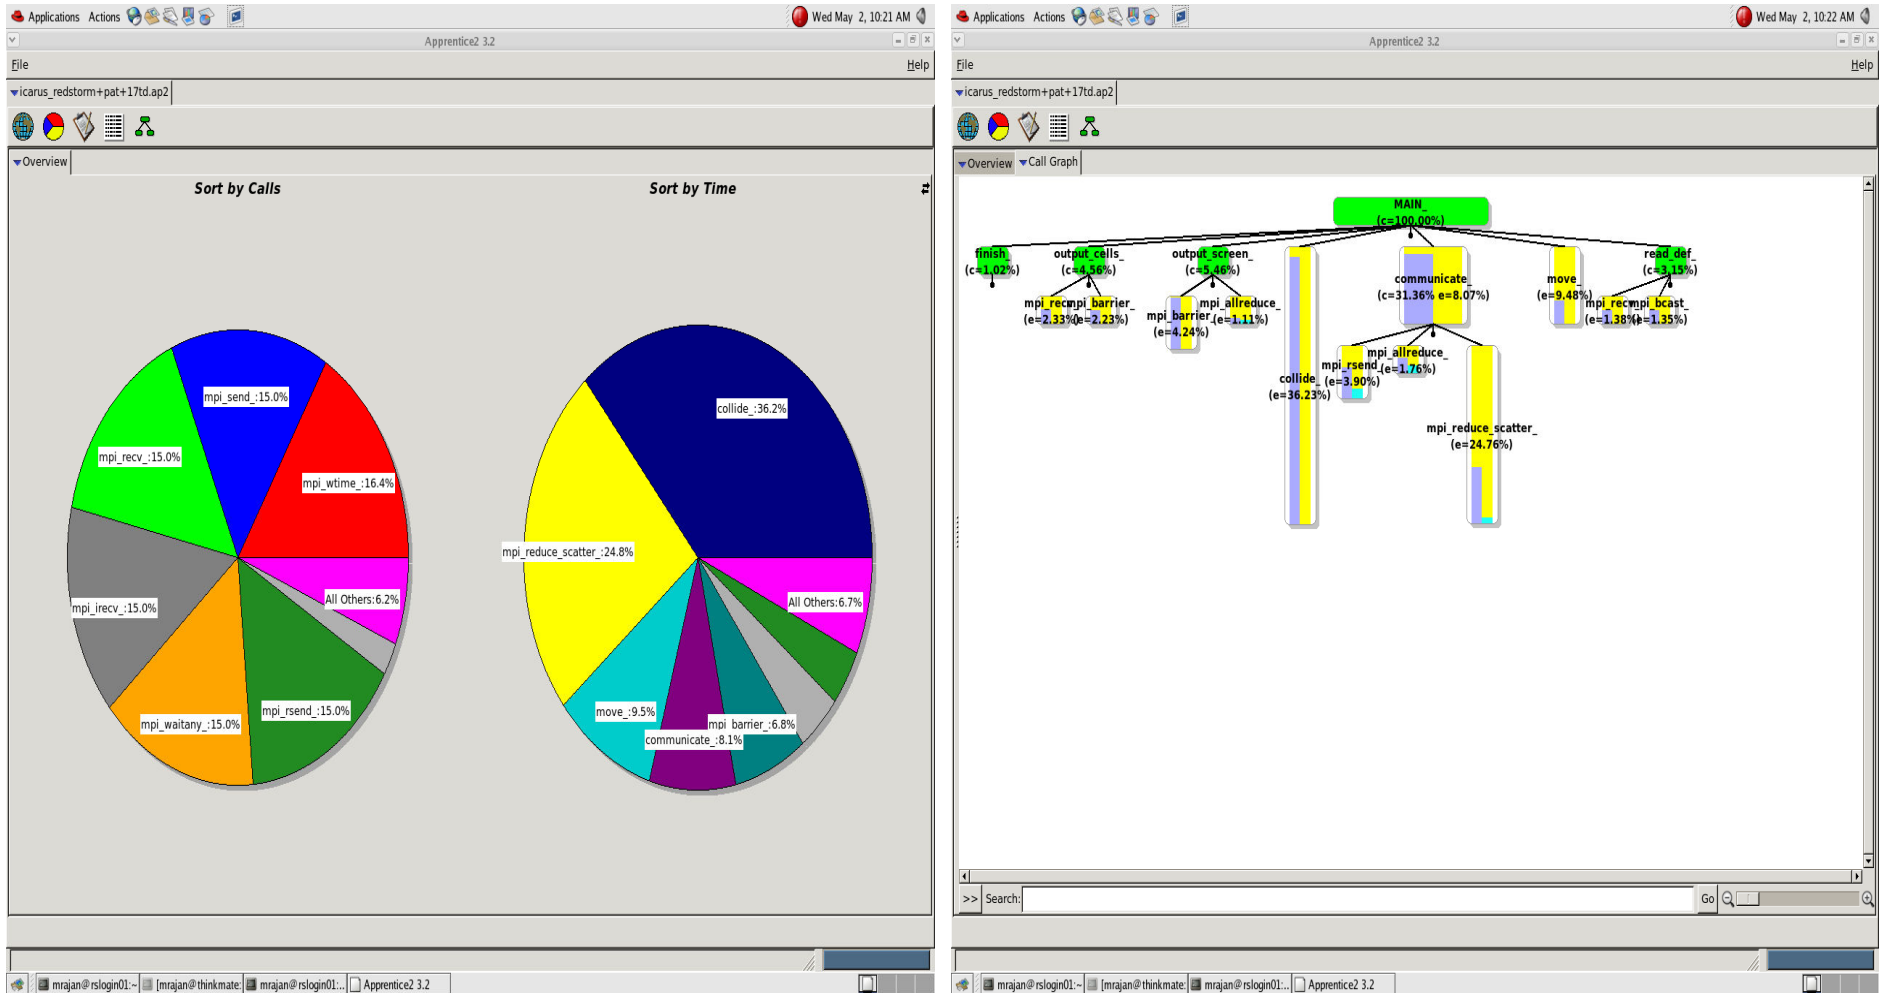 Applications Actions
Wed May 2, 10:21 AM
Apprentice2 3.2
File
Help
icarus_redstorm+pat+17td.ap2
Overview
Sort by Calls
Sort by Time
mpi_send_:15.0%
mpi_recv_:15.0%
mpi_wtime_:16.4%
mpi_irecv_:15.0%
All Others:6.2%
mpi_waitany_:15.0%
mpi_rsend_:15.0%
collide_:36.2%
mpi_reduce_scatter_:24.8%
All Others:6.7%
move_:9.5%
mpi_barrier_:6.8%
communicate_:8.1%
mrajan@rslogin01:~
[mrajan@thinkmate:
mrajan@rslogin01:..
Apprentice2 3.2
Applications Actions
Wed May 2, 10:22 AM
Apprentice2 3.2
File
Help
icarus_redstorm+pat+17td.ap2
Overview
Call Graph
MAIN_
(c=100.00%)
finish_
(c=1.02%)
output_cells_
(c=4.56%)
output_screen_
(c=5.46%)
communicate_
(c=31.36% e=8.07%)
move_
(e=9.48%)
read_def_
(c=3.15%)
(e=2.33%)
mpi_barrier_
(e=2.23%)
mpi_barrier_
(e=4.24%)
mpi_allreduce_
(e=1.11%)
(e=1.38%)
mpi_bcast_
(e=1.35%)
collide_
(e=36.23%)
mpi_rsend_
(e=3.90%)
mpi_allreduce_
(e=1.76%)
mpi_reduce_scatter_
(e=24.76%)
>> Search:
Go
mrajan@rslogin01:~
[mrajan@thinkmate:
mrajan@rslogin01:..
Apprentice2 3.2